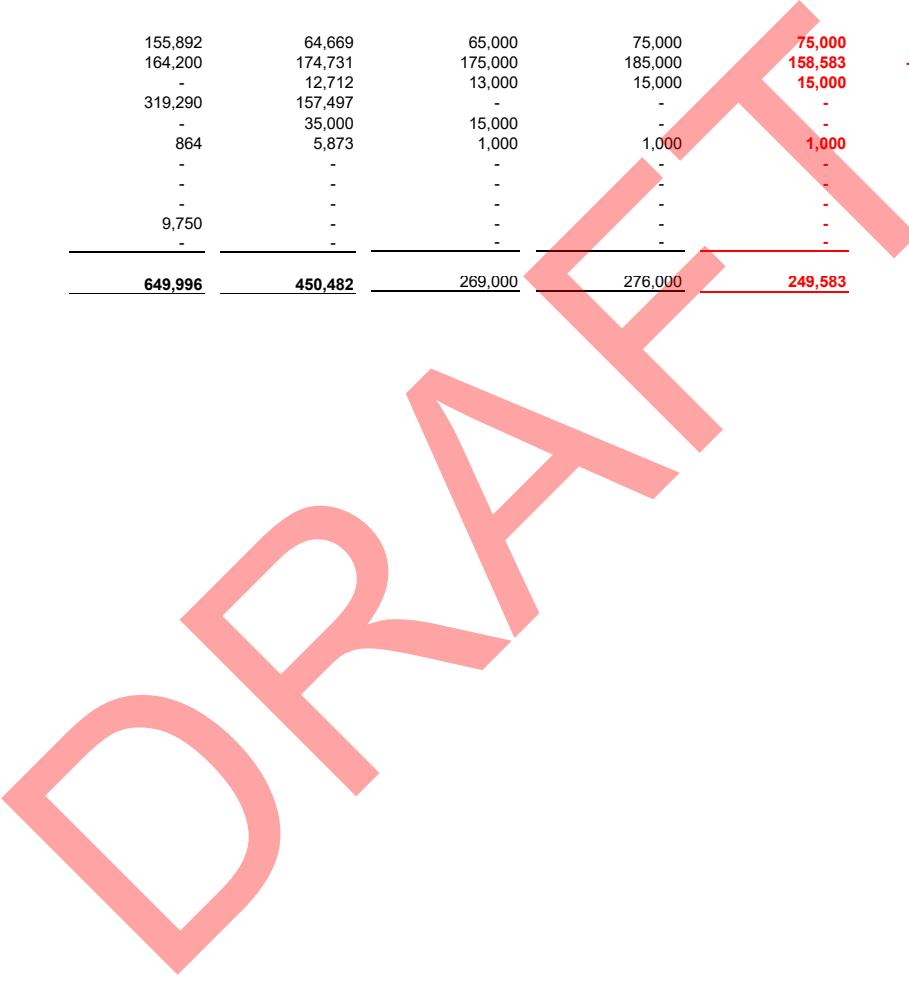 155,892 64,669 65,000 75,000 75,000
164,200 174,731 175,000 185,000 158,583 -
- 12,712 13,000 15,000 15,000
319,290 157,497 - - -
- 35,000 15,000 - -
864 5,873 1,000 1,000 1,000
- - - - -
- - - - -
- - - - -
9,750 - - - -
- - - - -
649,996 450,482 269,000 276,000 249,583
DRAFT